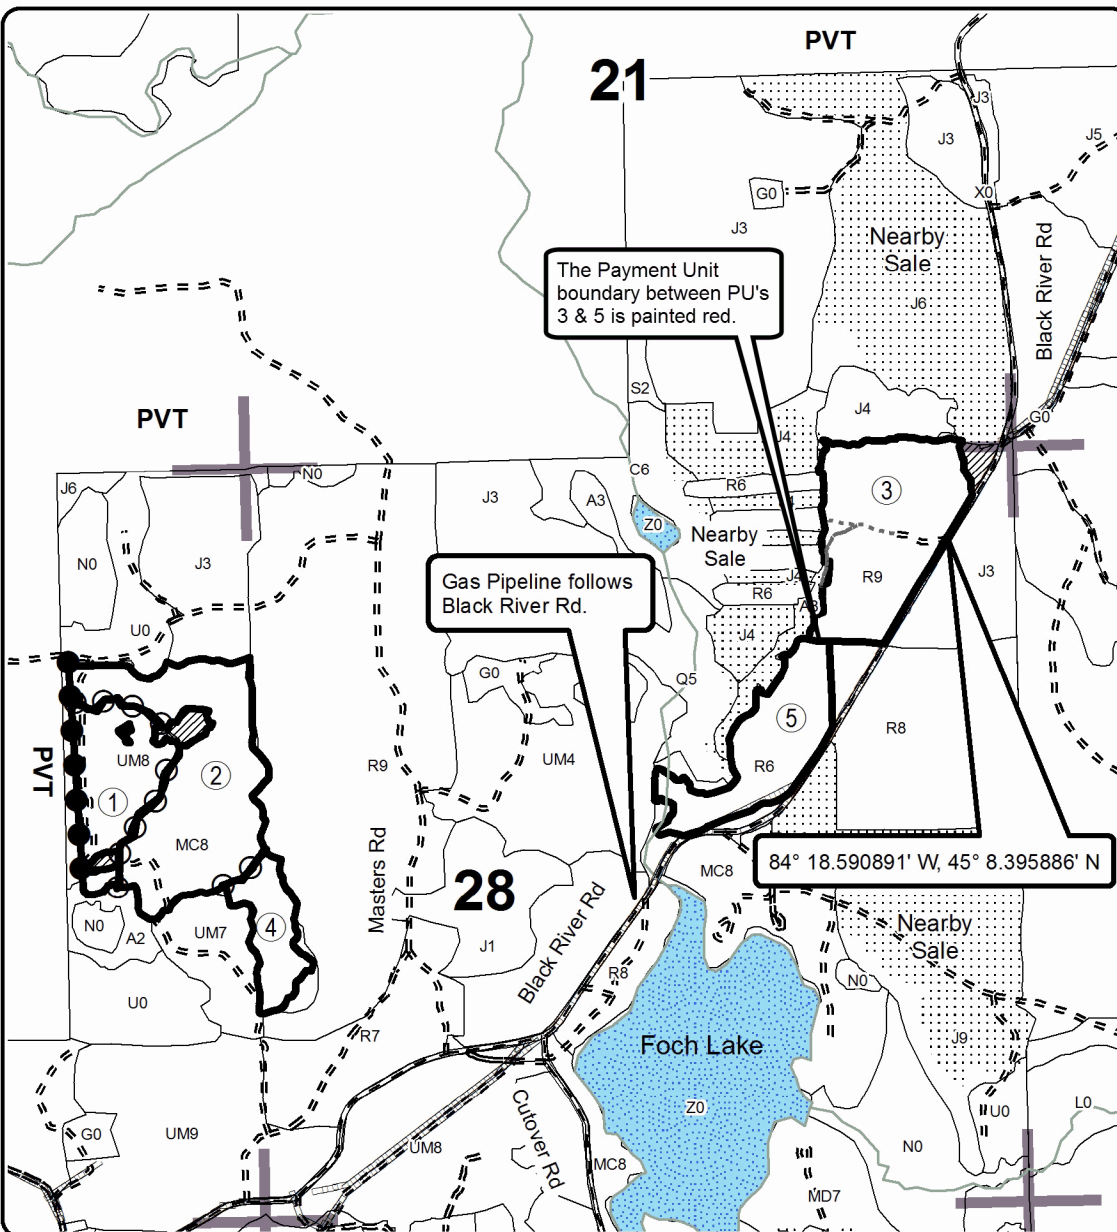 PVT
21
J3
J3
J5
G0
X0
J3
Nearby
Sale
J6
Black River Rd
The Payment Unit
boundary between PU's
3 & 5 is painted red.
S2
J4
G0
PVT
J4
C6
N0
J6
J3
A3
R6
3
Z0
Nearby
Sale
N0
J3
J4
R9
J3
Gas Pipeline follows
Black River Rd.
R6
A3
U0
J4
G0
Q5
5
R8
PVT
UM8
2
R9
UM4
R6
1
MC8
Masters Rd
84° 18.590891' W, 45° 8.395886' N
MC8
28
N0
A2
UM7
4
J1
Black River Rd
Nearby
Sale
R8
N0
U0
R7
Foch Lake
J9
Z0
U0
L0
G0
UM9
UM8
Cutover Rd
MC8
N0
MD7